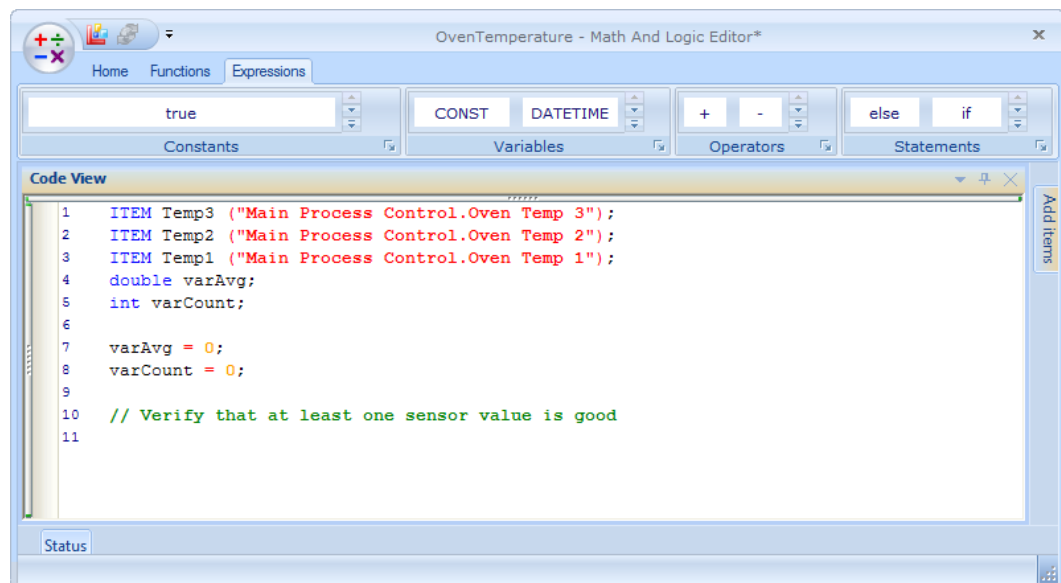 OvenTemperature - Math And Logic Editor*
Home Functions Expressions
true CONST DATETIME + - else if
Constants Variables Operators Statements
Code View
Add items
1 ITEM Temp3 ("Main Process Control.Oven Temp 3");
2 ITEM Temp2 ("Main Process Control.Oven Temp 2");
3 ITEM Temp1 ("Main Process Control.Oven Temp 1");
4 double varAvg;
5 int varCount;
6
7 varAvg = 0;
8 varCount = 0;
9
10 // Verify that at least one sensor value is good
11
Status